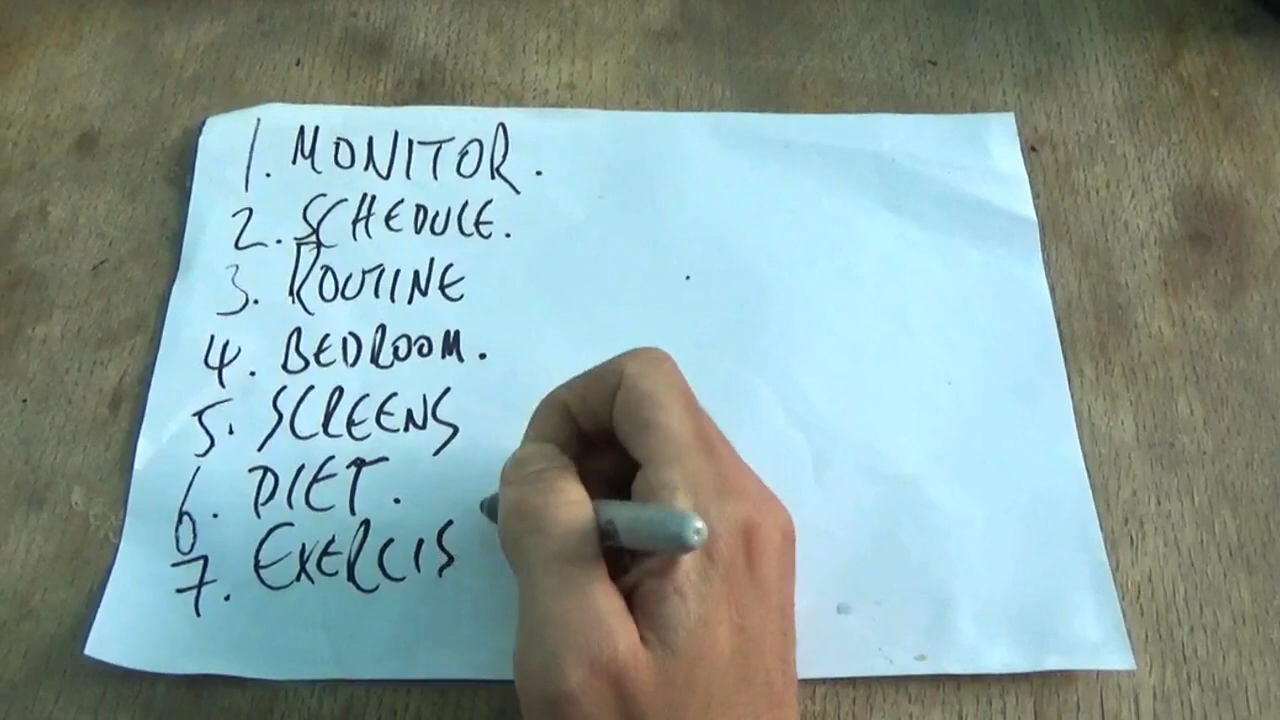 1. MONITOR.
2. SCHEDULE.
3. ROUTINE
4. BEDROOM.
5. SCREENS
6. DIET.
7. EXERCIS